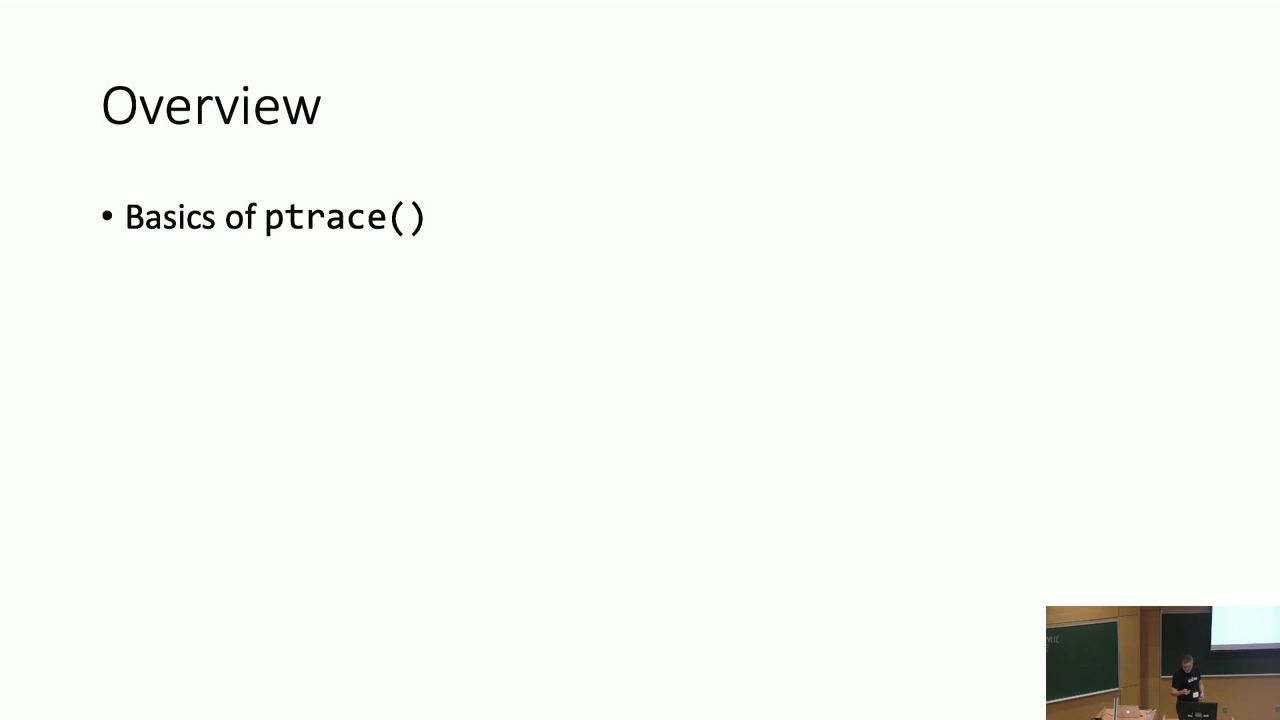 Overview
• Basics of ptrace()